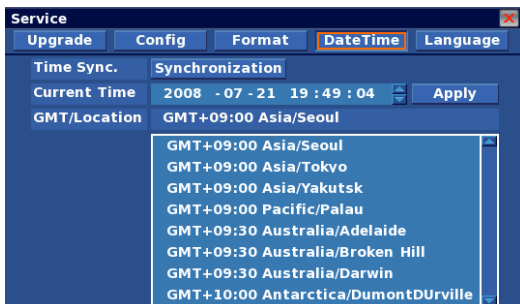 Service
Upgrade Config Format DateTime Language
Time Sync. Synchronization
Current Time 2008 - 07 - 21 19 : 49 : 04 Apply
GMT/Location GMT+09:00 Asia/Seoul
GMT+09:00 Asia/Seoul
GMT+09:00 Asia/Tokyo
GMT+09:00 Asia/Yakutsk
GMT+09:00 Pacific/Palau
GMT+09:30 Australia/Adelaide
GMT+09:30 Australia/Broken Hill
GMT+09:30 Australia/Darwin
GMT+10:00 Antarctica/DumontDUrville